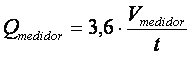 Q_medidor = 3,6 · V_medidor / t